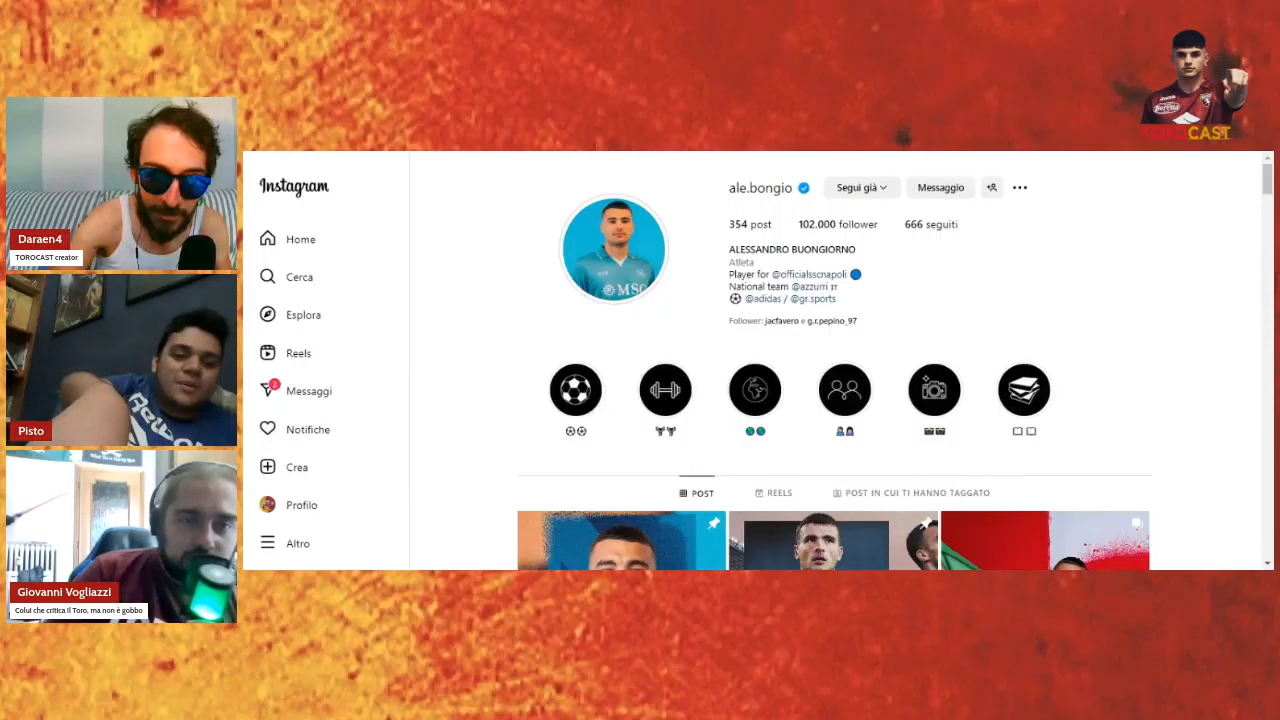 TOROCAST
Daraen4
TOROCAST creator
Pisto
Giovanni Vogliazzi
Colui che critica il Toro, ma non è gobbo
Instagram
Home
Cerca
Esplora
Reels
2
Messaggi
Notifiche
Crea
Profilo
Altro
ale.bongio
Segui già
Messaggio
354 post 102.000 follower 666 seguiti
ALESSANDRO BUONGIORNO
Atleta
Player for @officialsscnapoli
National team @azzurri
@adidas / @gr.sports
Follower: jacfavero e g.r.pepino_97
MSC
POST
REELS
POST IN CUI TI HANNO TAGGATO